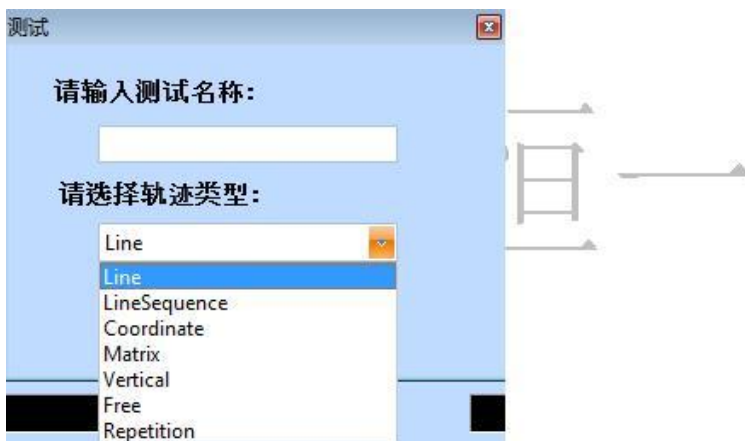 测试
请输入测试名称:
请选择轨迹类型:
Line
Line
LineSequence
Coordinate
Matrix
Vertical
Free
Repetition